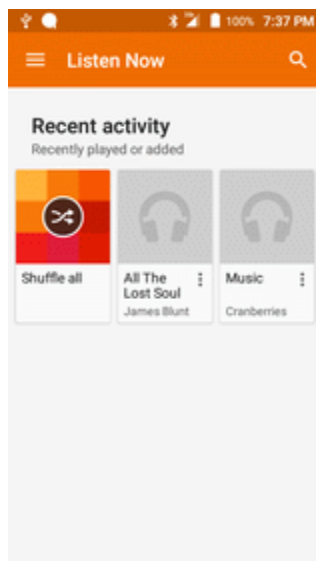 100% 7:37 PM
Listen Now
Recent activity
Recently played or added
Shuffle all
All The
Lost Soul
James Blunt
Music
Cranberries